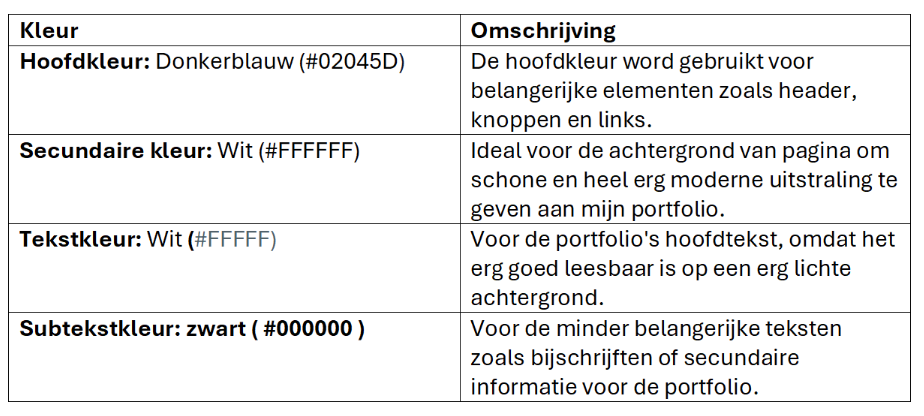 Kleur
Omschrijving
Hoofdkleur: Donkerblauw (#02045D)
De hoofdkleur word gebruikt voor
belangerijke elementen zoals header,
knoppen en links.
Secundaire kleur: Wit (#FFFFFF)
Ideal voor de achtergrond van pagina om
schone en heel erg moderne uitstraling te
geven aan mijn portfolio.
Tekstkleur: Wit (#FFFFF)
Voor de portfolio's hoofdtekst, omdat het
erg goed leesbaar is op een erg lichte
achtergrond.
Subtekstkleur: zwart ( #000000 )
Voor de minder belangerijke teksten
zoals bijschriften of secundaire
informatie voor de portfolio.